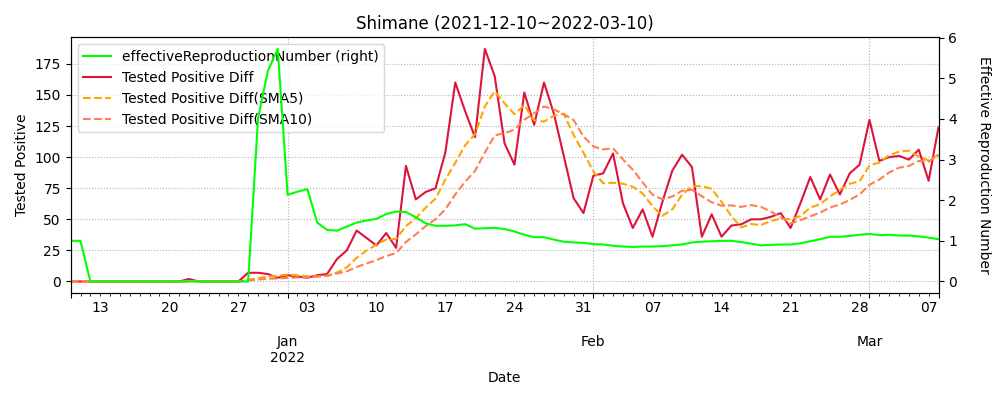 Shimane (2021-12-10~2022-03-10)
effectiveReproductionNumber (right)
Tested Positive Diff
Tested Positive Diff(SMA5)
Tested Positive Diff(SMA10)
Tested Positive
175
150
125
100
75
50
25
0
6
5
4
3
2
1
0
Effective Reproduction Number
13 20 27 03 10 17 24 31 07 14 21 28 07
Jan Feb Mar
2022
Date